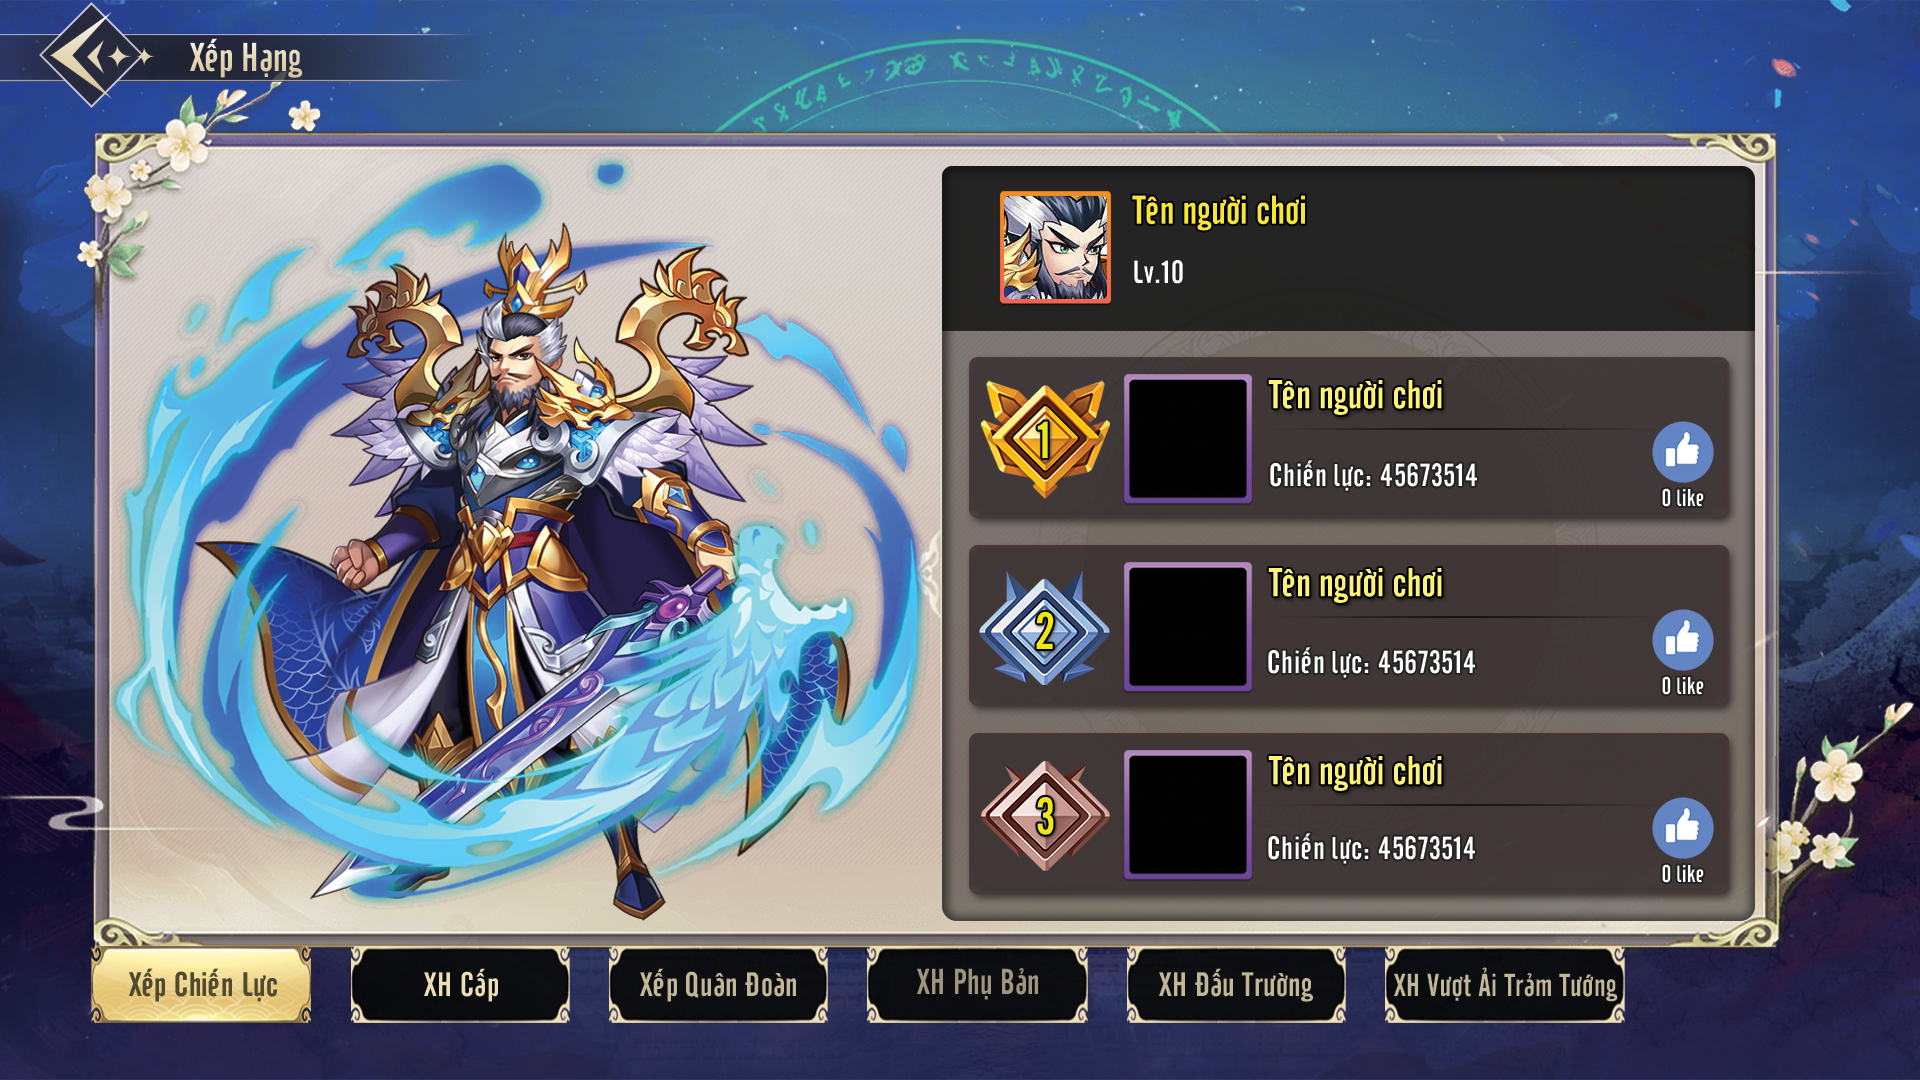 Xếp Hạng
Tên người chơi
Lv.10
1
Tên người chơi
Chiến lực: 45673514
0 like
2
Tên người chơi
Chiến lực: 45673514
0 like
3
Tên người chơi
Chiến lực: 45673514
0 like
Xếp Chiến Lực
XH Cấp
Xếp Quân Đoàn
XH Phụ Bản
XH Đấu Trường
XH Vượt Ải Trảm Tướng